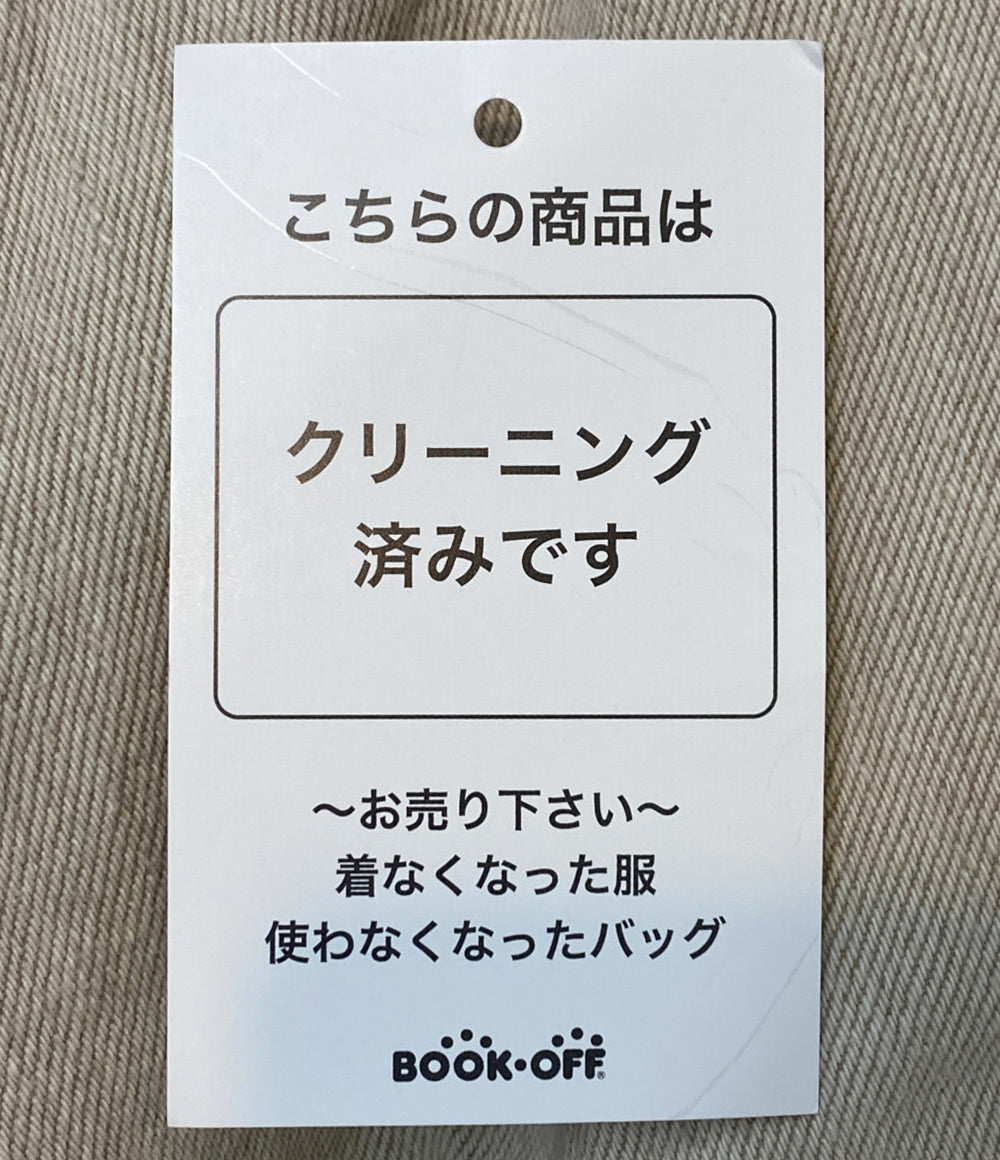 こちらの商品は
クリーニング
済みです
〜お売り下さい〜
着なくなった服
使わなくなったバッグ
BOOK・OFF®